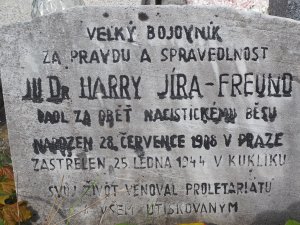 VELKÝ BOJOVNÍK
ZA PRAVDU A SPRAVEDLNOST
JUDr HARRY JÍRA-FREUND
PADL ZA OBĚŤ NACISTICKÉMU BĚSU
NAROZEN 28. ČERVENCE 1908 V PRAZE
ZASTŘELEN 25 LEDNA 1944 V KUKLÍKU
SVŮJ ŽIVOT VĚNOVAL PROLETARIÁTU
A VŠEM UTISKOVANÝM